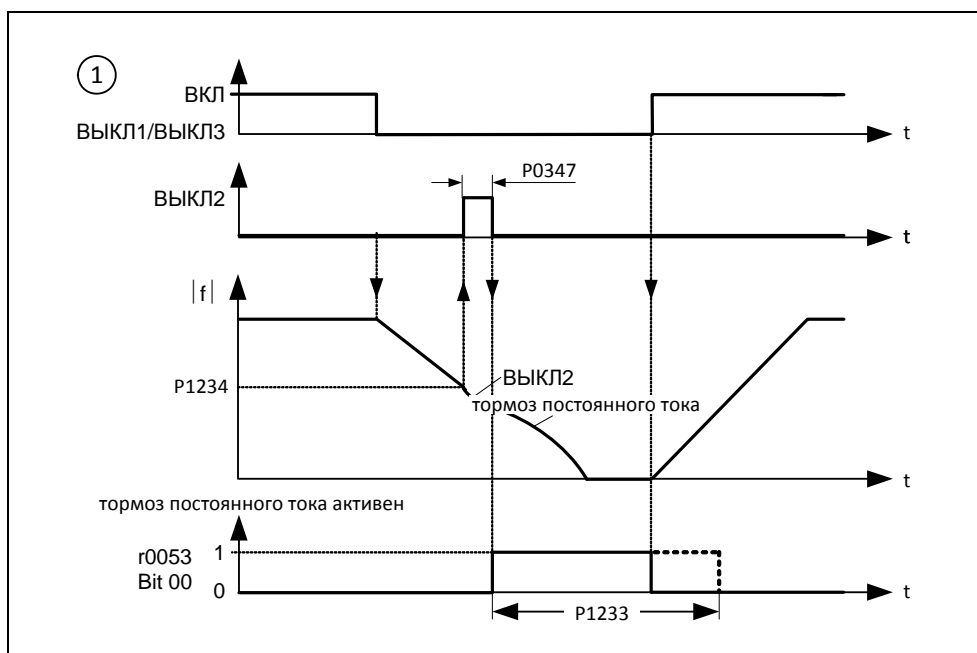 1
ВКЛ
ВЫКЛ1/ВЫКЛ3
t
P0347
ВЫКЛ2
t
|f|
P1234
ВЫКЛ2
тормоз постоянного тока
t
тормоз постоянного тока активен
r0053
Bit 00
1
0
t
P1233